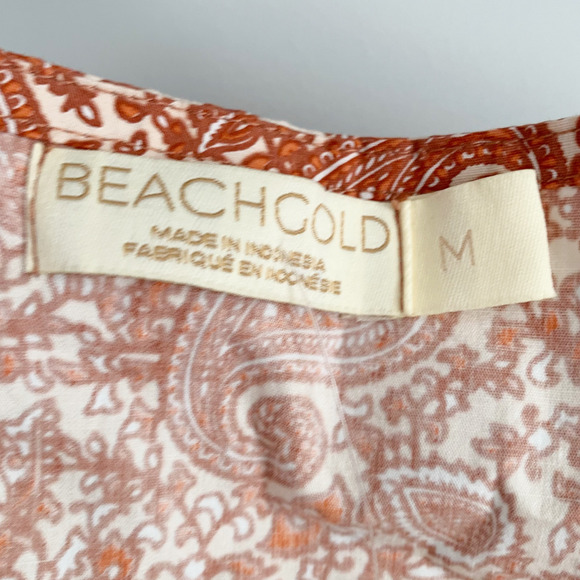 BEACHGOLD
MADE IN INDONESIA
FABRIQUÉ EN INDONÉSIE
M